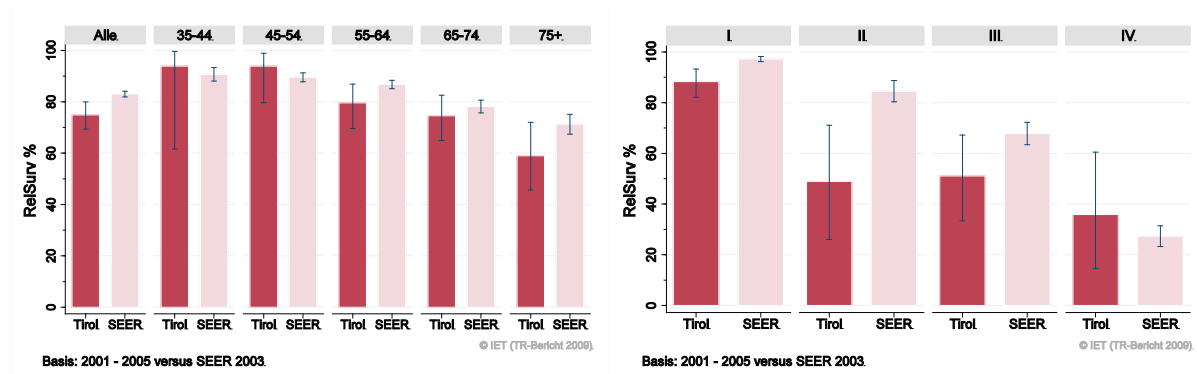 Alle. 35-44. 45-54. 55-64. 65-74. 75+.
RelSurv %
100
80
60
40
20
0
Tirol. SEER. Tirol. SEER. Tirol. SEER. Tirol. SEER. Tirol. SEER. Tirol. SEER.
© IET (TR-Bericht 2009).
Basis: 2001 - 2005 versus SEER 2003.
I. II. III. IV.
RelSurv %
100
80
60
40
20
0
Tirol. SEER. Tirol. SEER. Tirol. SEER. Tirol. SEER.
© IET (TR-Bericht 2009).
Basis: 2001 - 2005 versus SEER 2003.